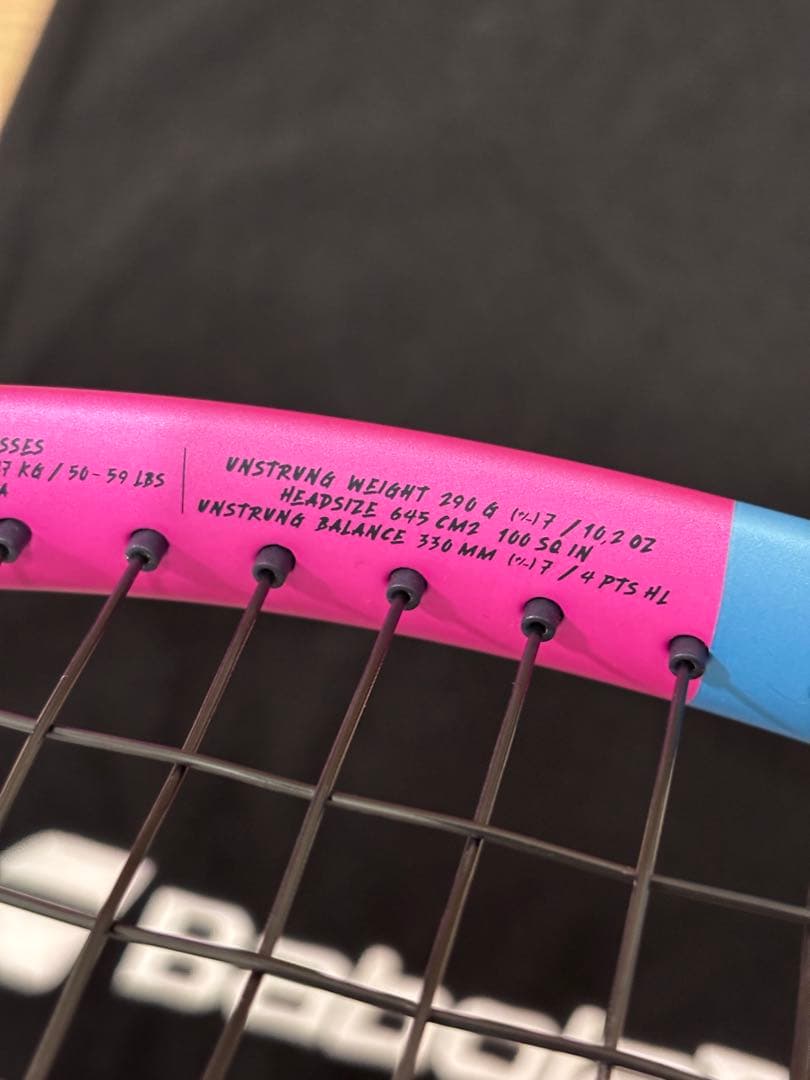 SSES
7 KG / 50-59 LBS
A
UNSTRUNG WEIGHT 290 G (+/-) 7 / 10,2 OZ
HEADSIZE 645 CM2 100 SQ IN
UNSTRUNG BALANCE 330 MM (+/-) 7 / 4 PTS HL
Babol